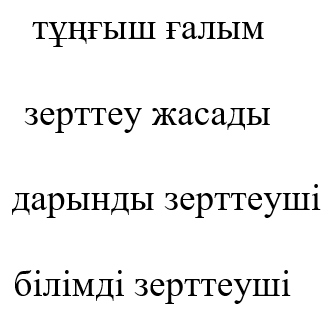 тұңғыш ғалым
зерттеу жасады
дарынды зерттеуші
білімді зерттеуші